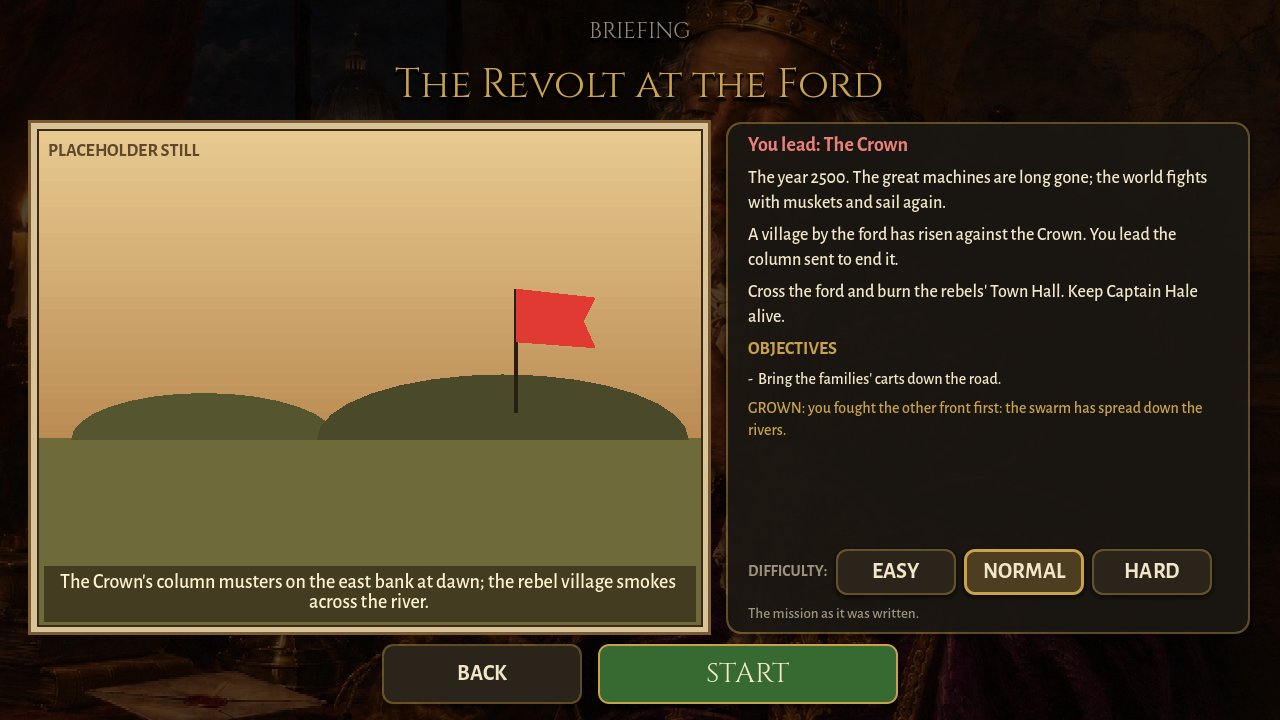 BRIEFING
The Revolt at the Ford
PLACEHOLDER STILL
The Crown's column musters on the east bank at dawn; the rebel village smokes
across the river.
You lead: The Crown
The year 2500. The great machines are long gone; the world fights
with muskets and sail again.
A village by the ford has risen against the Crown. You lead the
column sent to end it.
Cross the ford and burn the rebels' Town Hall. Keep Captain Hale
alive.
OBJECTIVES
- Bring the families' carts down the road.
GROWN: you fought the other front first: the swarm has spread down the
rivers.
DIFFICULTY: EASY NORMAL HARD
The mission as it was written.
BACK START